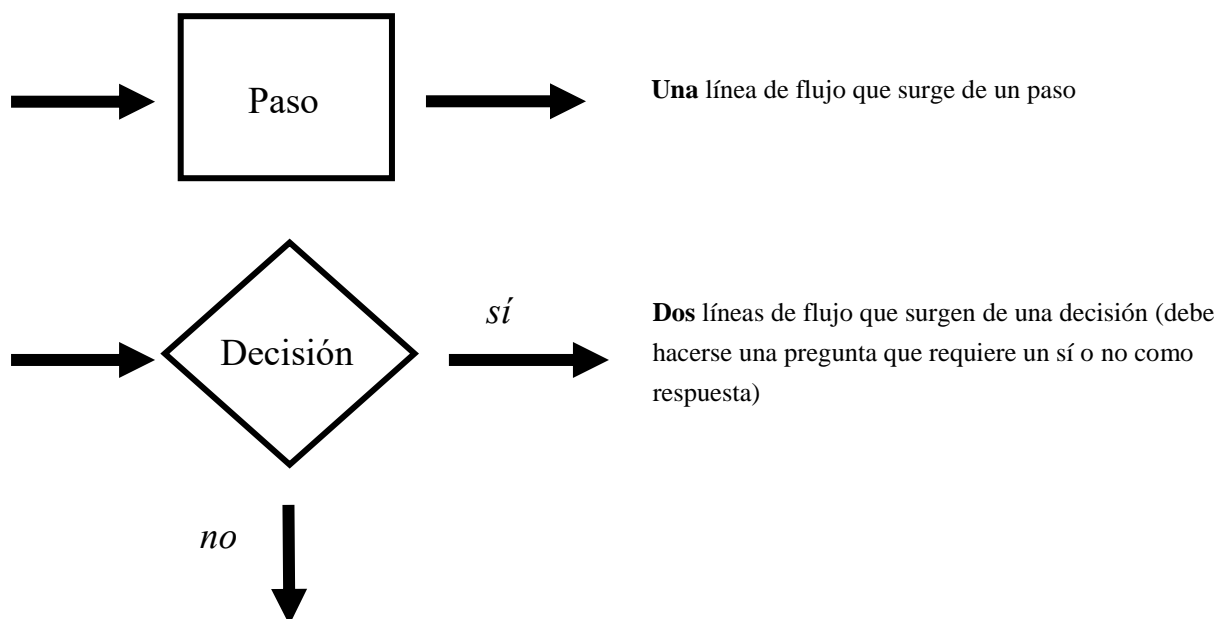 Paso
Una línea de flujo que surge de un paso
Decisión
sí
Dos líneas de flujo que surgen de una decisión (debe
hacerse una pregunta que requiere un sí o no como
respuesta)
no